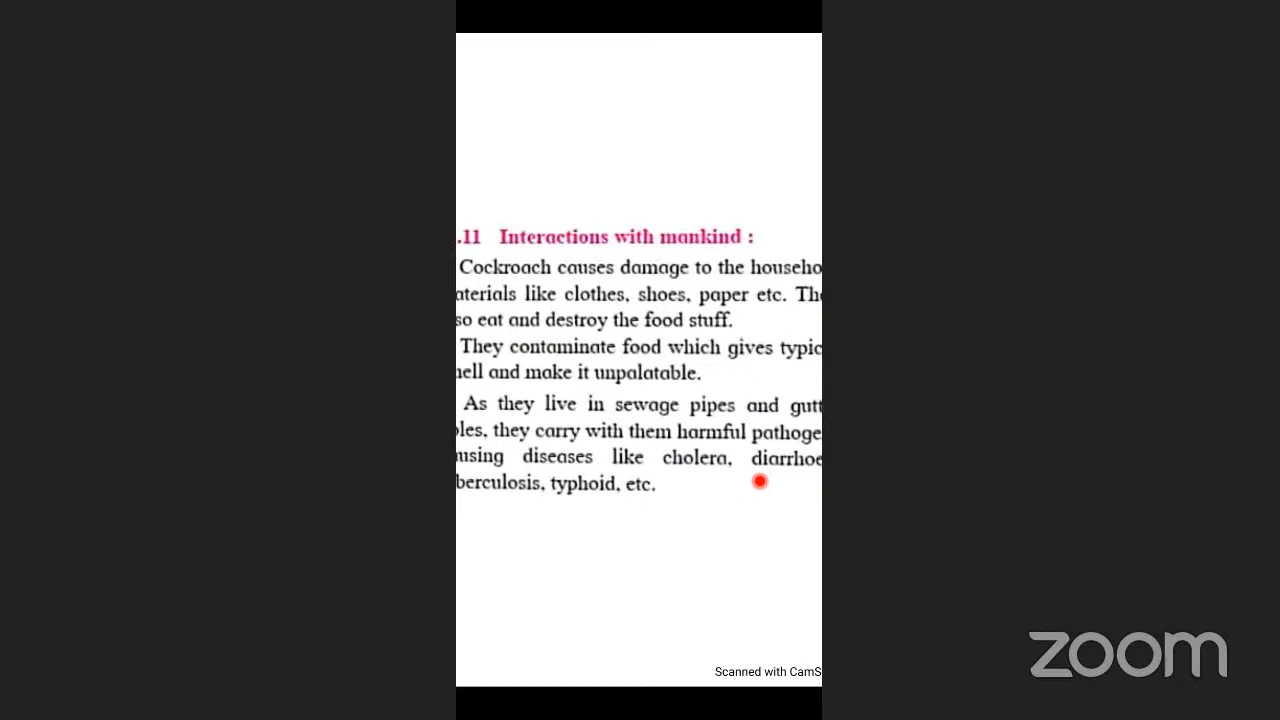 .11 Interactions with mankind :
Cockroach causes damage to the househo
aterials like clothes, shoes, paper etc. The
so eat and destroy the food stuff.
They contaminate food which gives typic
nell and make it unpalatable.
As they live in sewage pipes and gutt
oles, they carry with them harmful pathoge
using diseases like cholera, diarrhoe
berculosis, typhoid, etc.
Scanned with CamS
zoom